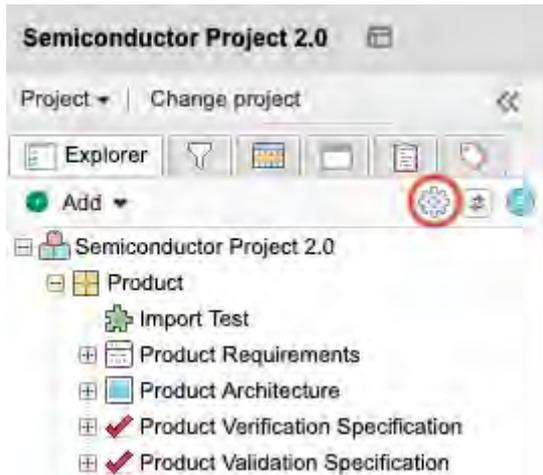 Semiconductor Project 2.0
Project | Change project
Explorer
Add
Semiconductor Project 2.0
Product
Import Test
Product Requirements
Product Architecture
Product Verification Specification
Product Validation Specification